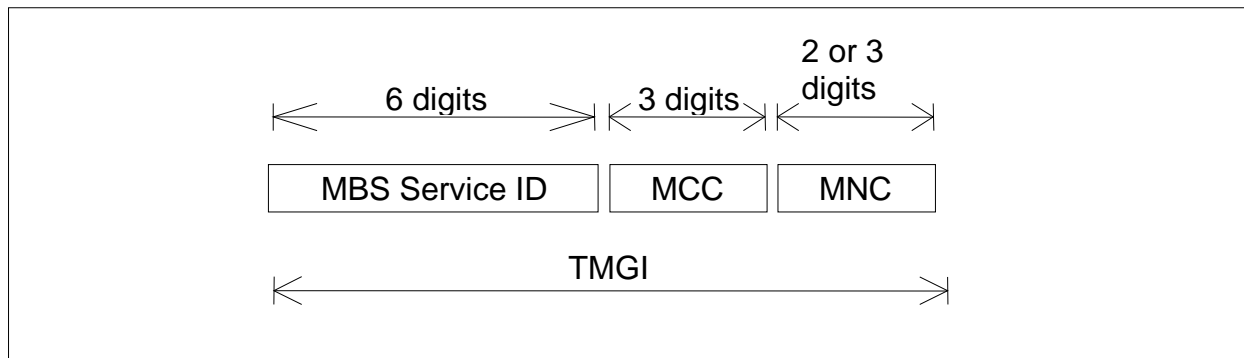 2 or 3
digits
6 digits
3 digits
MBS Service ID
MCC
MNC
TMGI